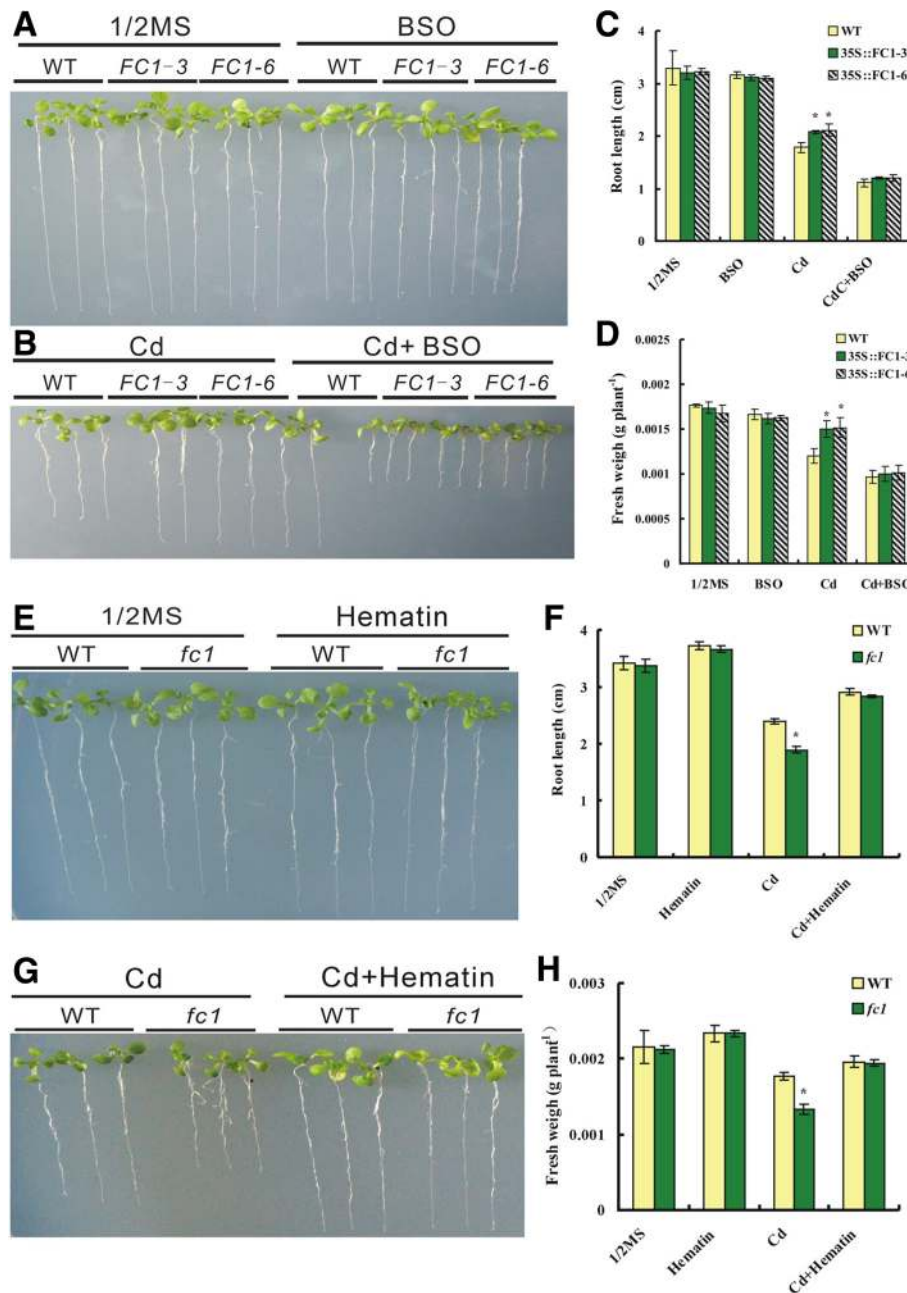 A
1/2MS BSO
WT FC1-3 FC1-6 WT FC1-3 FC1-6
B
Cd Cd+ BSO
WT FC1-3 FC1-6 WT FC1-3 FC1-6
C
WT
35S::FC1-3
35S::FC1-6
Root length (cm)
4
3
2
1
0
* *
1/2MS BSO Cd CdC+BSO
D
WT
35S::FC1-3
35S::FC1-6
Fresh weigh (g plant-1)
0.0025
0.002
0.0015
0.001
0.0005
0
* *
1/2MS BSO Cd Cd+BSO
E
1/2MS Hematin
WT fc1 WT fc1
F
WT
fc1
Root length (cm)
4
3
2
1
0
*
1/2MS Hematin Cd Cd+Hematin
G
Cd Cd+Hematin
WT fc1 WT fc1
H
WT
fc1
Fresh weigh (g plant1)
0.003
0.002
0.001
0
*
1/2MS Hematin Cd Cd+Hematin